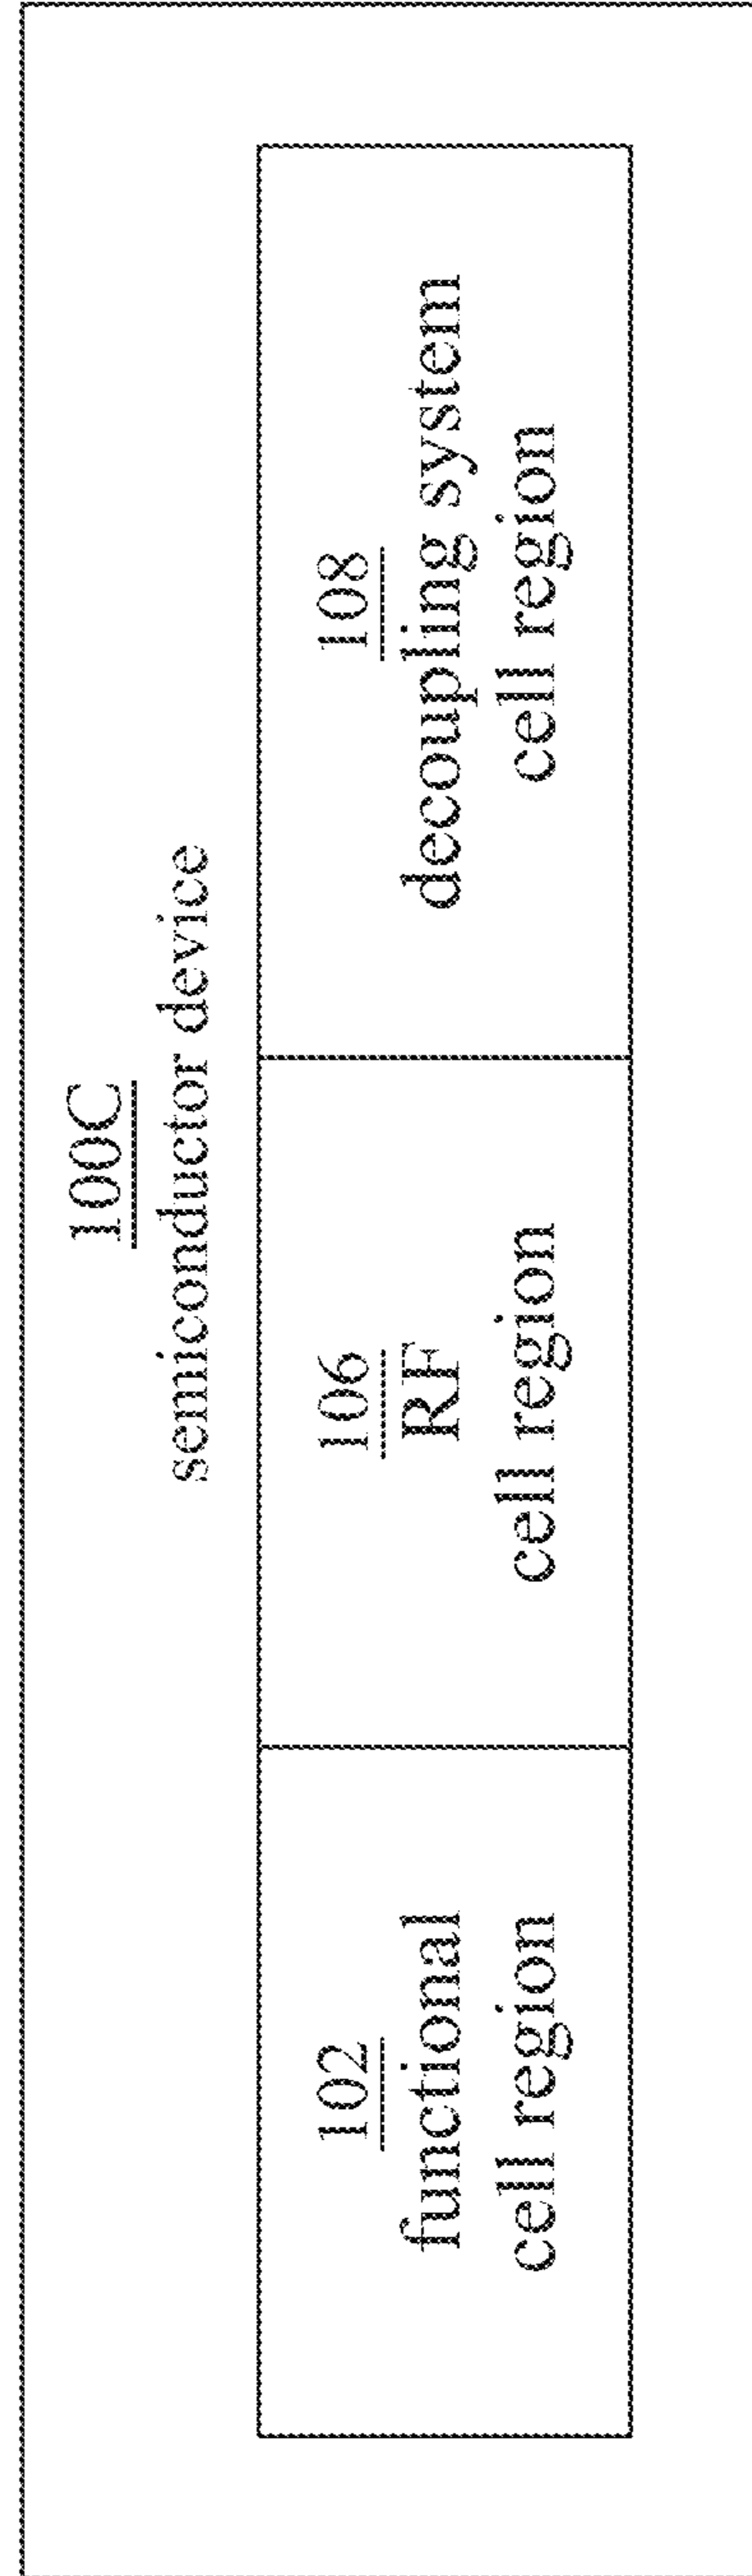 100C
semiconductor device
102
functional
cell region
106
RF
cell region
108
decoupling system
cell region